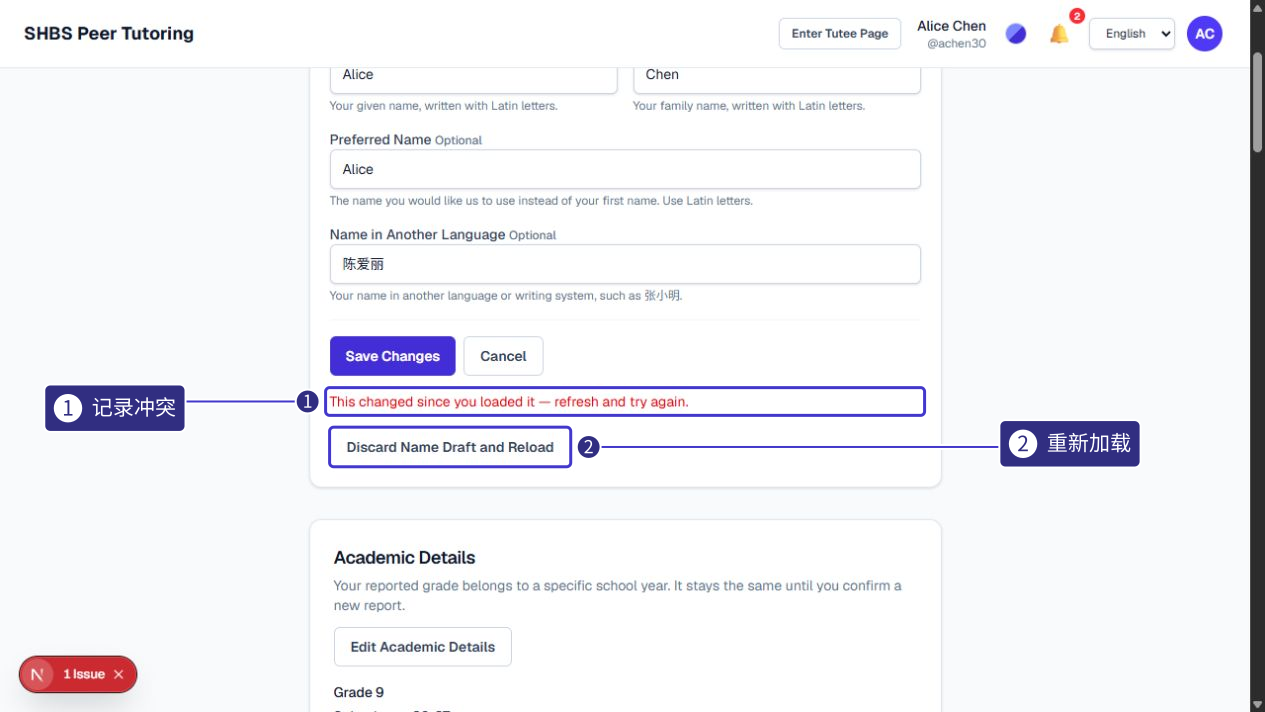 SHBS Peer Tutoring
Enter Tutee Page
Alice Chen
@achen30
2
English
AC
Alice
Chen
Your given name, written with Latin letters.
Your family name, written with Latin letters.
Preferred Name Optional
Alice
The name you would like us to use instead of your first name. Use Latin letters.
Name in Another Language Optional
陈爱丽
Your name in another language or writing system, such as 张小明.
Save Changes
Cancel
1 记录冲突
1
This changed since you loaded it — refresh and try again.
Discard Name Draft and Reload
2
2 重新加载
Academic Details
Your reported grade belongs to a specific school year. It stays the same until you confirm a
new report.
Edit Academic Details
N 1 Issue
Grade 9